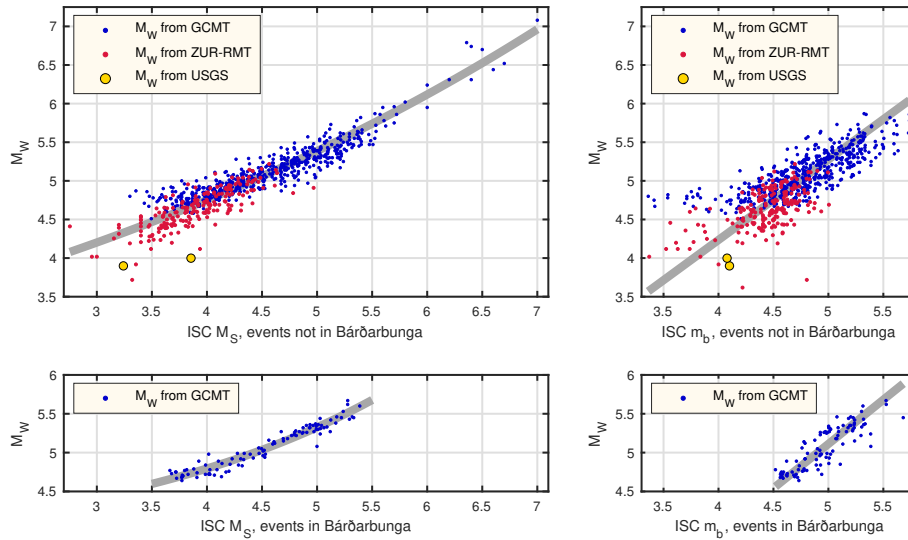 M_W from GCMT
M_W from ZUR-RMT
M_W from USGS
7
6.5
6
5.5
5
4.5
4
3.5
M_W
3 3.5 4 4.5 5 5.5 6 6.5 7
ISC M_S, events not in Bárðarbunga
M_W from GCMT
M_W from ZUR-RMT
M_W from USGS
7
6.5
6
5.5
5
4.5
4
3.5
M_W
3.5 4 4.5 5 5.5
ISC m_b, events not in Bárðarbunga
M_W from GCMT
6
5.5
5
4.5
M_W
3 3.5 4 4.5 5 5.5 6 6.5 7
ISC M_S, events in Bárðarbunga
M_W from GCMT
6
5.5
5
4.5
M_W
3.5 4 4.5 5 5.5
ISC m_b, events in Bárðarbunga